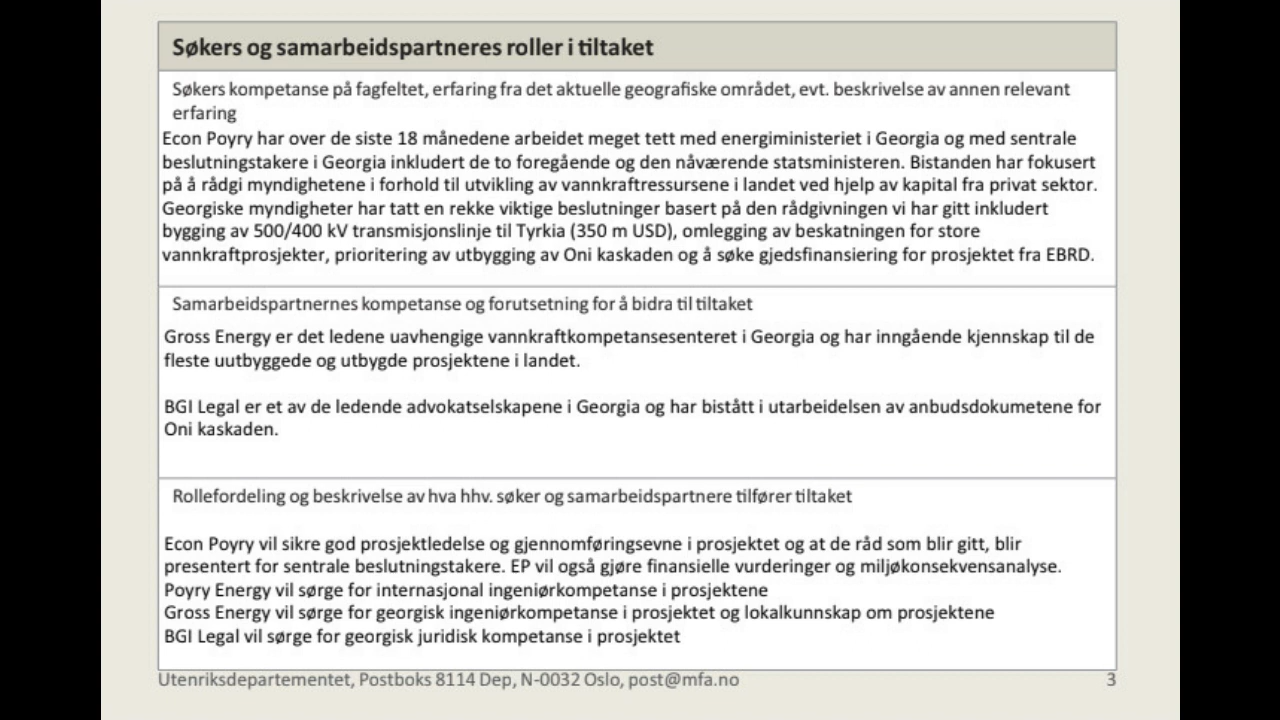 Søkers og samarbeidspartneres roller i tiltaket
Søkers kompetanse på fagfeltet, erfaring fra det aktuelle geografiske området, evt. beskrivelse av annen relevant
erfaring
Econ Poyry har over de siste 18 månedene arbeidet meget tett med energiministeriet i Georgia og med sentrale
beslutningstakere i Georgia inkludert de to foregående og den nåværende statsministeren. Bistanden har fokusert
på å rådgi myndighetene i forhold til utvikling av vannkraftressursene i landet ved hjelp av kapital fra privat sektor.
Georgiske myndigheter har tatt en rekke viktige beslutninger basert på den rådgivningen vi har gitt inkludert
bygging av 500/400 kV transmisjonslinje til Tyrkia (350 m USD), omlegging av beskatningen for store
vannkraftprosjekter, prioritering av utbygging av Oni kaskaden og å søke gjedsfinansiering for prosjektet fra EBRD.
Samarbeidspartnernes kompetanse og forutsetning for å bidra til tiltaket
Gross Energy er det ledene uavhengige vannkraftkompetansesenteret i Georgia og har inngående kjennskap til de
fleste uutbyggede og utbygde prosjektene i landet.
BGI Legal er et av de ledende advokatselskapene i Georgia og har bistått i utarbeidelsen av anbudsdokumetene for
Oni kaskaden.
Rollefordeling og beskrivelse av hva hhv. søker og samarbeidspartnere tilfører tiltaket
Econ Poyry vil sikre god prosjektledelse og gjennomføringsevne i prosjektet og at de råd som blir gitt, blir
presentert for sentrale beslutningstakere. EP vil også gjøre finansielle vurderinger og miljøkonsekvensanalyse.
Poyry Energy vil sørge for internasjonal ingeniørkompetanse i prosjektene
Gross Energy vil sørge for georgisk ingeniørkompetanse i prosjektet og lokalkunnskap om prosjektene
BGI Legal vil sørge for georgisk juridisk kompetanse i prosjektet
Utenriksdepartementet, Postboks 8114 Dep, N-0032 Oslo, post@mfa.no 3